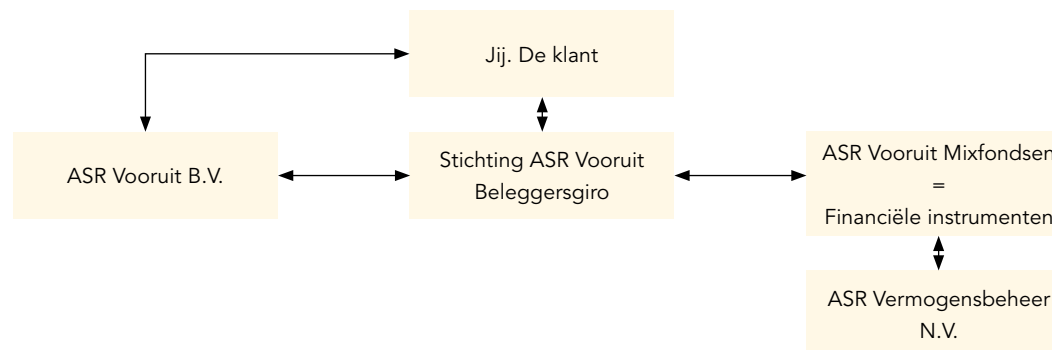 Jij. De klant
ASR Vooruit B.V.
Stichting ASR Vooruit
Beleggersgiro
ASR Vooruit Mixfondsen
=
Financiële instrumenten
ASR Vermogensbeheer
N.V.